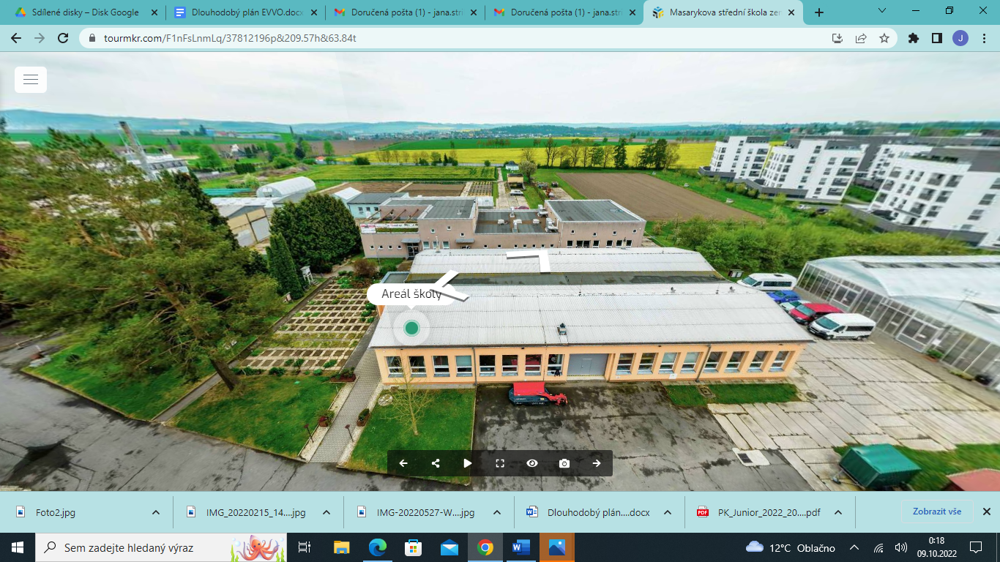 Sdílené disky – Disk Google
Dlouhodobý plán EVVO.docx
Doručená pošta (1) - jana.stri
Doručená pošta (1) - jana.stri
Masarykova střední škola zem
tourmkr.com/F1nFsLnmLq/37812196p&209.57h&63.84t
J
Areál školy
Foto2.jpg
IMG_20220215_14....jpg
IMG-20220527-W....jpg
Dlouhodobý plán....docx
PDF
PK_Junior_2022_20....pdf
Zobrazit vše
Sem zadejte hledaný výraz
12°C Oblačno
0:18
09.10.2022